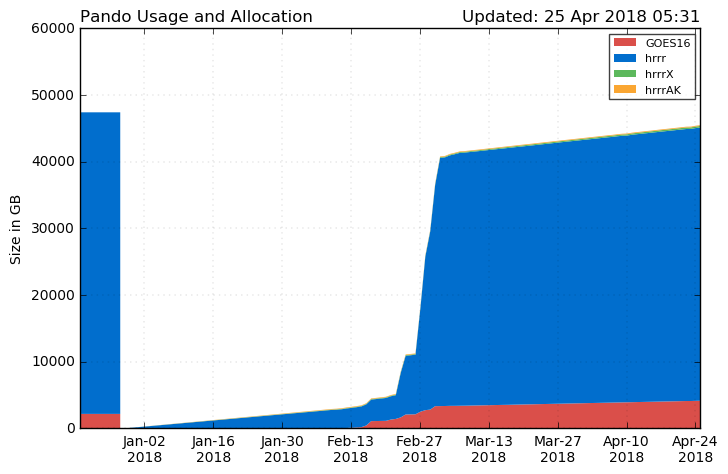 Pando Usage and Allocation
Updated: 25 Apr 2018 05:31
60000
50000
40000
30000
20000
10000
0
Size in GB
GOES16
hrrr
hrrrX
hrrrAK
Jan-02 2018
Jan-16 2018
Jan-30 2018
Feb-13 2018
Feb-27 2018
Mar-13 2018
Mar-27 2018
Apr-10 2018
Apr-24 2018